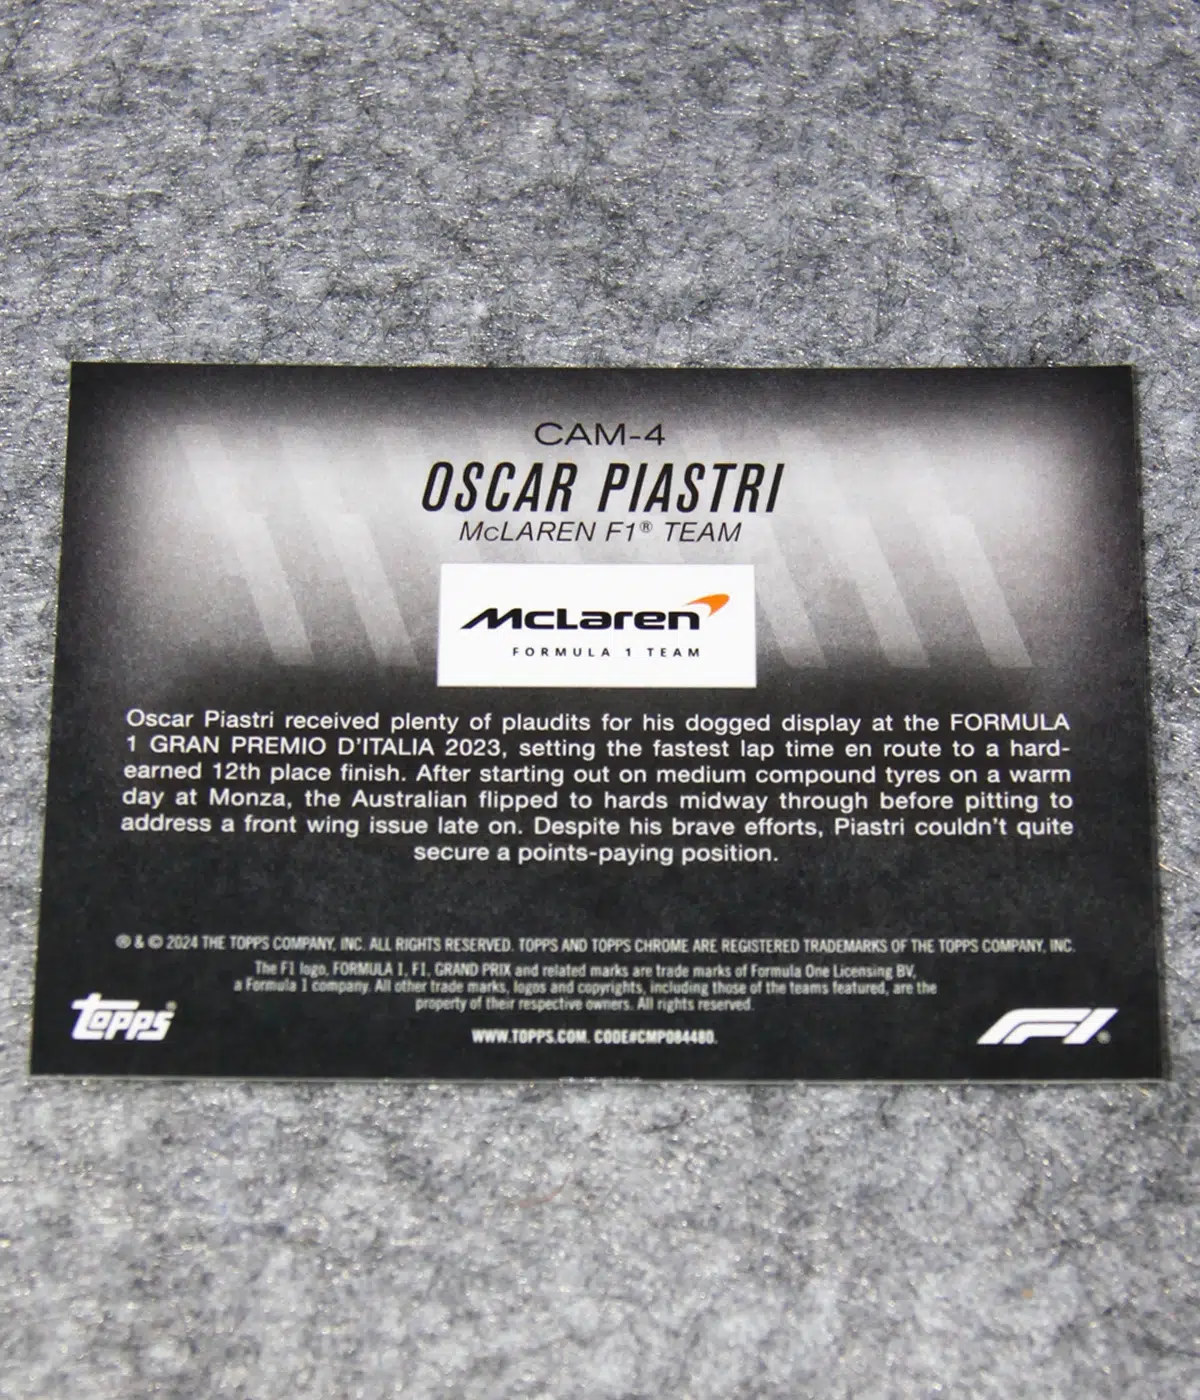 CAM-4
OSCAR PIASTRI
McLAREN F1® TEAM
McLaren
FORMULA 1 TEAM
Oscar Piastri received plenty of plaudits for his dogged display at the FORMULA
1 GRAN PREMIO D'ITALIA 2023, setting the fastest lap time en route to a hard-
earned 12th place finish. After starting out on medium compound tyres on a warm
day at Monza, the Australian flipped to hards midway through before pitting to
address a front wing issue late on. Despite his brave efforts, Piastri couldn't quite
secure a points-paying position.
® & © 2024 THE TOPPS COMPANY, INC. ALL RIGHTS RESERVED. TOPPS AND TOPPS CHROME ARE REGISTERED TRADEMARKS OF THE TOPPS COMPANY, INC.
The F1 logo, FORMULA 1, F1, GRAND PRIX and related marks are trade marks of Formula One Licensing BV,
a Formula 1 company. All other trade marks, logos and copyrights, including those of the teams featured, are the
property of their respective owners. All rights reserved.
WWW.TOPPS.COM. CODE#CMP084480.
Topps®
F1®